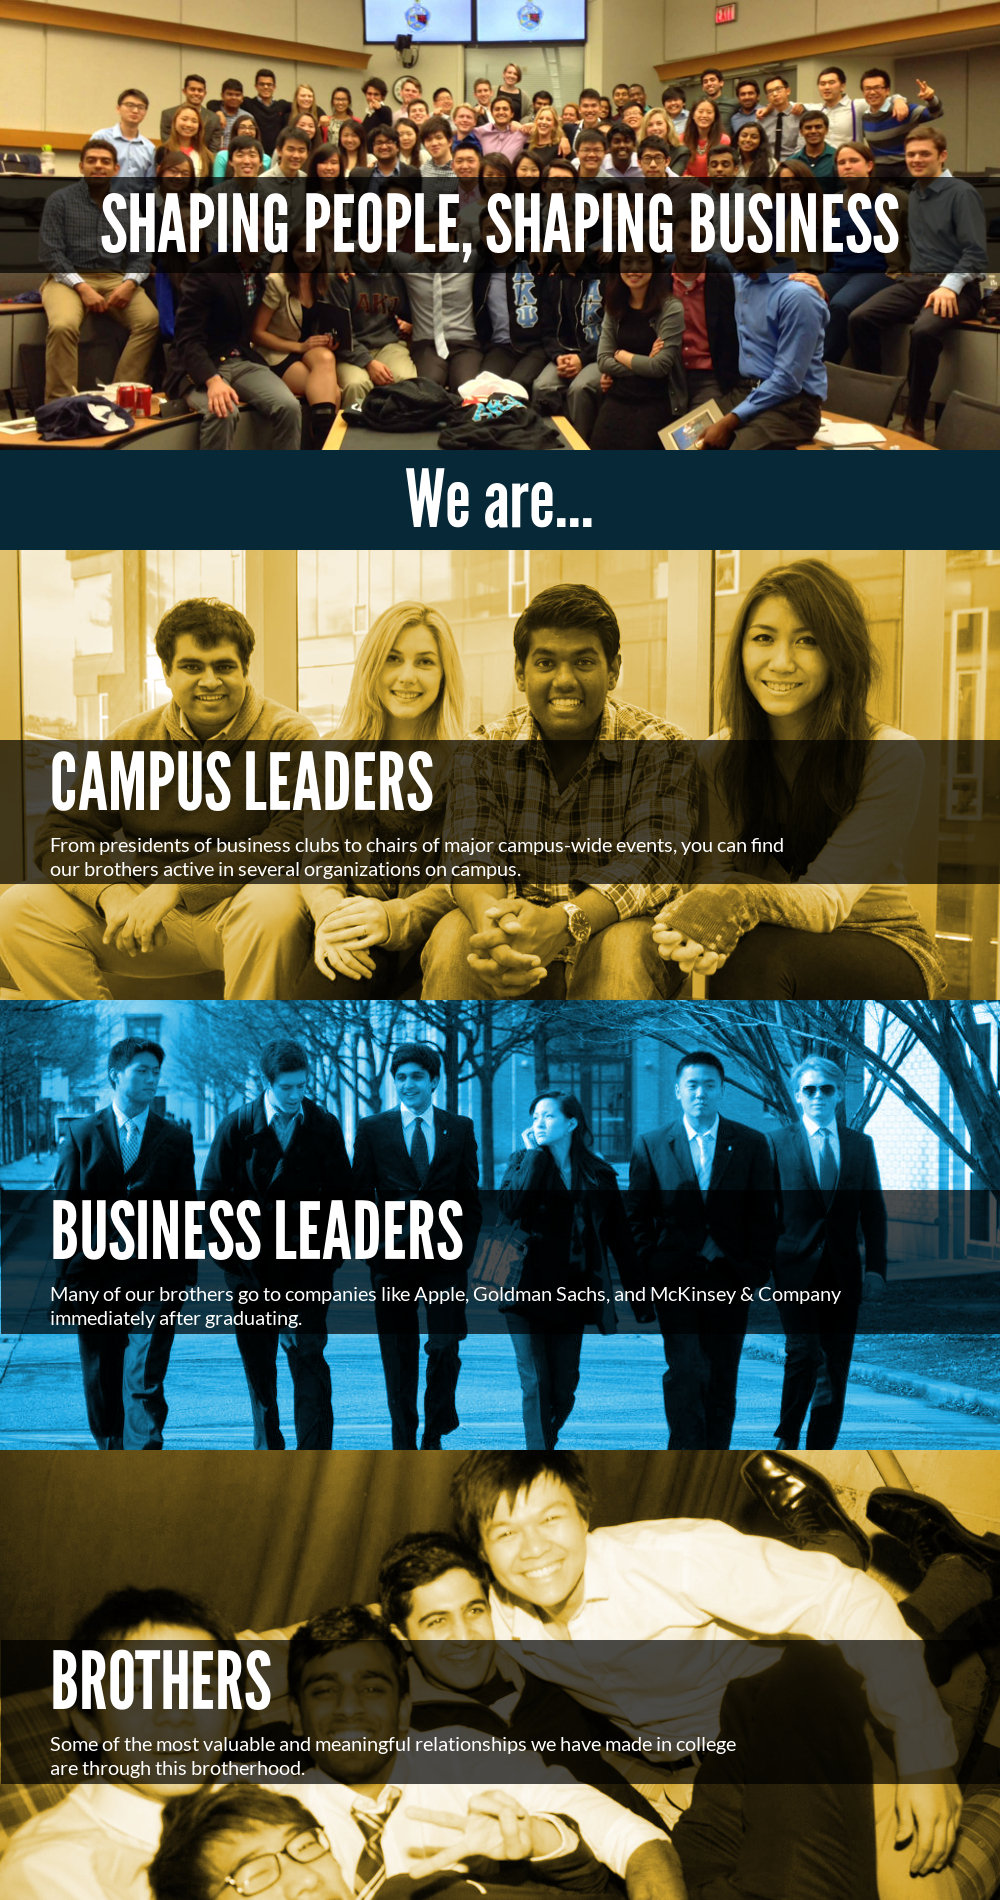 EXIT
SHAPING PEOPLE, SHAPING BUSINESS
We are...
CAMPUS LEADERS
From presidents of business clubs to chairs of major campus-wide events, you can find
our brothers active in several organizations on campus.
BUSINESS LEADERS
Many of our brothers go to companies like Apple, Goldman Sachs, and McKinsey & Company
immediately after graduating.
BROTHERS
Some of the most valuable and meaningful relationships we have made in college
are through this brotherhood.